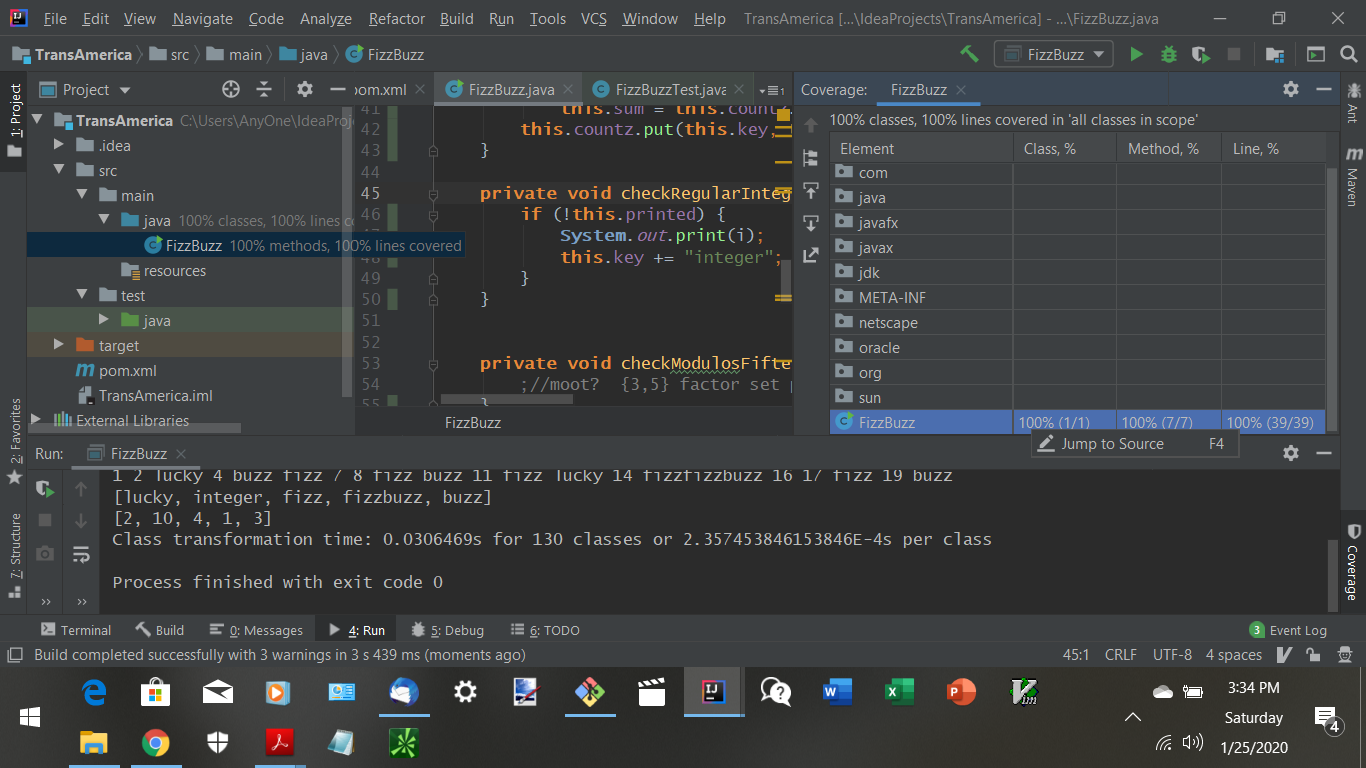 File Edit View Navigate Code Analyze Refactor Build Run Tools VCS Window Help TransAmerica [...\IdeaProjects\TransAmerica] - ...\FizzBuzz.java
TransAmerica src main java FizzBuzz
FizzBuzz
1: Project
2: Favorites
7: Structure
Project
TransAmerica C:\Users\AnyOne\IdeaProj
.idea
src
main
java 100% classes, 100% lines co
FizzBuzz 100% methods, 100% lines covered
resources
test
java
target
pom.xml
TransAmerica.iml
External Libraries
pom.xml FizzBuzz.java FizzBuzzTest.java
1
41 this.sum = this.countz
42 this.countz.put(this.key,
43 }
44
45 private void checkRegularInteg
46 if (!this.printed) {
System.out.print(i);
48 this.key += "integer";
49 }
50 }
51
52
53 private void checkModulosFifte
54 ;//moot? {3,5} factor set
55 }
FizzBuzz
Coverage: FizzBuzz
100% classes, 100% lines covered in 'all classes in scope'
Element Class, % Method, % Line, %
com
java
javafx
javax
jdk
META-INF
netscape
oracle
org
sun
FizzBuzz 100% (1/1) 100% (7/7) 100% (39/39)
Jump to Source F4
Ant
Maven
Coverage
Run: FizzBuzz
1 2 lucky 4 buzz fizz 7 8 fizz buzz 11 fizz lucky 14 fizzfizzbuzz 16 17 fizz 19 buzz
[lucky, integer, fizz, fizzbuzz, buzz]
[2, 10, 4, 1, 3]
Class transformation time: 0.0306469s for 130 classes or 2.357453846153846E-4s per class
Process finished with exit code 0
Terminal Build 0: Messages 4: Run 5: Debug 6: TODO 3 Event Log
Build completed successfully with 3 warnings in 3 s 439 ms (moments ago) 45:1 CRLF UTF-8 4 spaces
3:34 PM
Saturday
1/25/2020
4